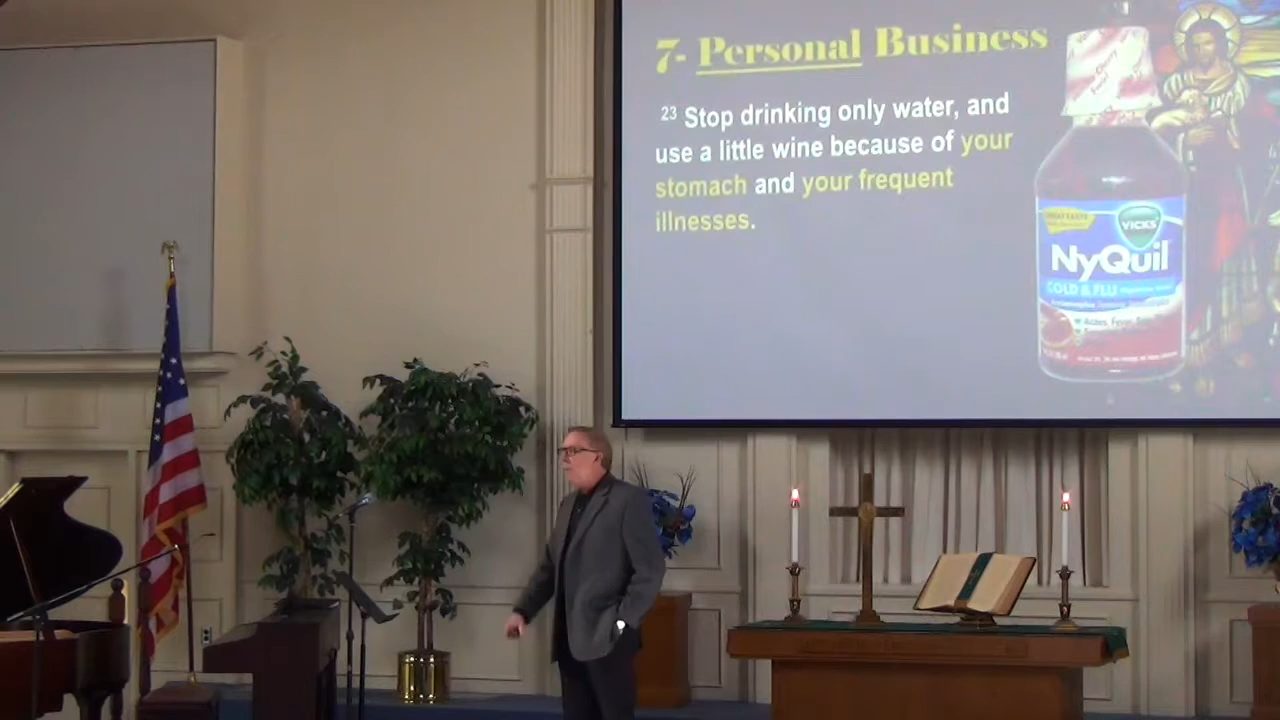 7- Personal Business
23 Stop drinking only water, and
use a little wine because of your
stomach and your frequent
illnesses.
VICKS
NyQuil
COLD & FLU